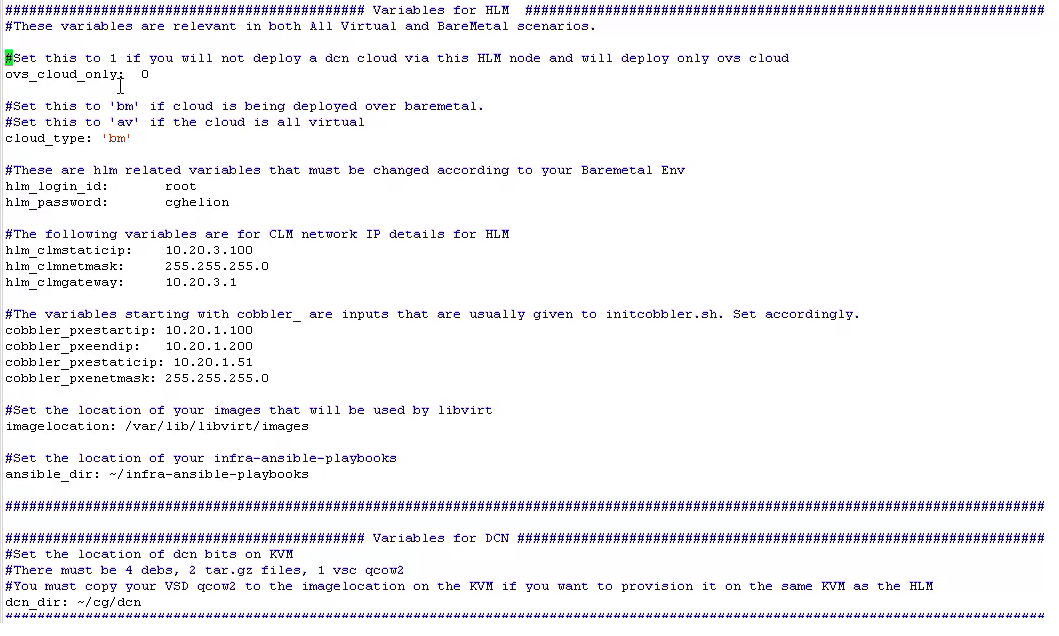 ############################################# Variables for HLM #################################################################
#These variables are relevant in both All Virtual and BareMetal scenarios.
#Set this to 1 if you will not deploy a dcn cloud via this HLM node and will deploy only ovs cloud
ovs_cloud_only: 0
#Set this to 'bm' if cloud is being deployed over baremetal.
#Set this to 'av' if the cloud is all virtual
cloud_type: 'bm'
#These are hlm related variables that must be changed according to your Baremetal Env
hlm_login_id: root
hlm_password: cghelion
#The following variables are for CLM network IP details for HLM
hlm_clmstaticip: 10.20.3.100
hlm_clmnetmask: 255.255.255.0
hlm_clmgateway: 10.20.3.1
#The variables starting with cobbler_ are inputs that are usually given to initcobbler.sh. Set accordingly.
cobbler_pxestartip: 10.20.1.100
cobbler_pxeendip: 10.20.1.200
cobbler_pxestaticip: 10.20.1.51
cobbler_pxenetmask: 255.255.255.0
#Set the location of your images that will be used by libvirt
imagelocation: /var/lib/libvirt/images
#Set the location of your infra-ansible-playbooks
ansible_dir: ~/infra-ansible-playbooks
##################################################################################################################################
############################################# Variables for DCN ##################################################################
#Set the location of dcn bits on KVM
#There must be 4 debs, 2 tar.gz files, 1 vsc qcow2
#You must copy your VSD qcow2 to the imagelocation on the KVM if you want to provision it on the same KVM as the HLM
dcn_dir: ~/cg/dcn
##################################################################################################################################